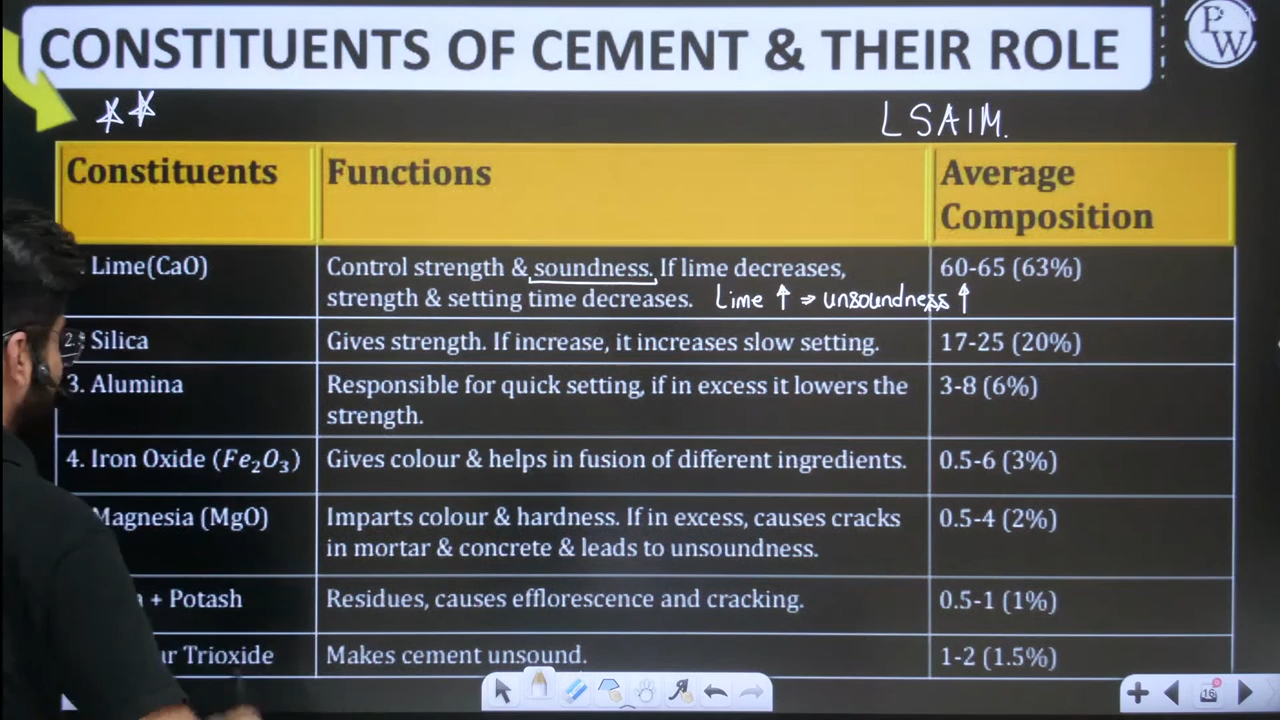 CONSTITUENTS OF CEMENT & THEIR ROLE
PW
LSAIM.
Constituents Functions Average Composition
Lime(CaO) Control strength & soundness. If lime decreases, 60-65 (63%)
strength & setting time decreases. Lime ↑ ⇒ unsoundness ↑
2. Silica Gives strength. If increase, it increases slow setting. 17-25 (20%)
3. Alumina Responsible for quick setting, if in excess it lowers the 3-8 (6%)
strength.
4. Iron Oxide (Fe₂O₃) Gives colour & helps in fusion of different ingredients. 0.5-6 (3%)
Magnesia (MgO) Imparts colour & hardness. If in excess, causes cracks 0.5-4 (2%)
in mortar & concrete & leads to unsoundness.
+ Potash Residues, causes efflorescence and cracking. 0.5-1 (1%)
Trioxide Makes cement unsound. 1-2 (1.5%)
16